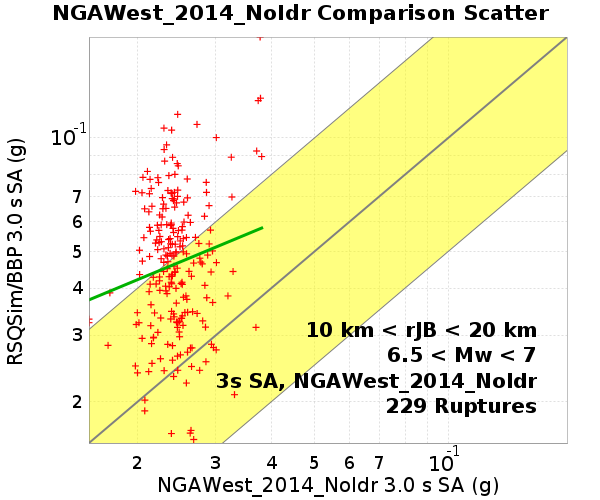 NGAWest_2014_NoIdr Comparison Scatter
RSQSim/BBP 3.0 s SA (g)
10-1
7
6
5
4
3
2
10 km < rJB < 20 km
6.5 < Mw < 7
3s SA, NGAWest_2014_NoIdr
229 Ruptures
2 3 4 5 6 7 10-1
NGAWest_2014_NoIdr 3.0 s SA (g)